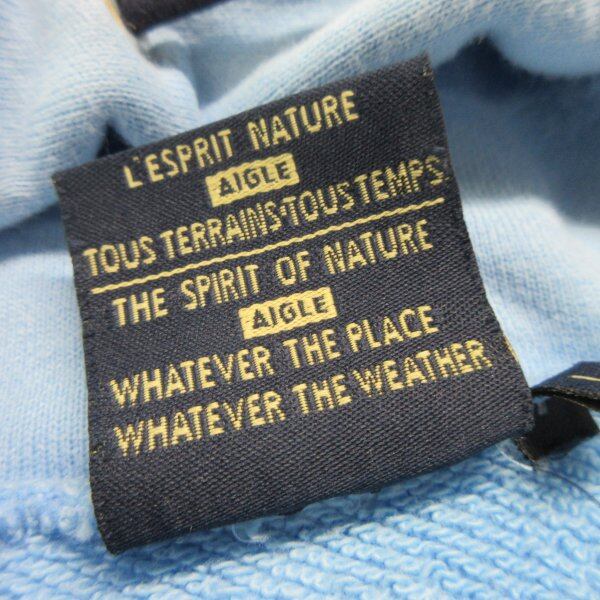 L'ESPRIT NATURE
AIGLE
TOUS TERRAINS•TOUS TEMPS
THE SPIRIT OF NATURE
AIGLE
WHATEVER THE PLACE
WHATEVER THE WEATHER